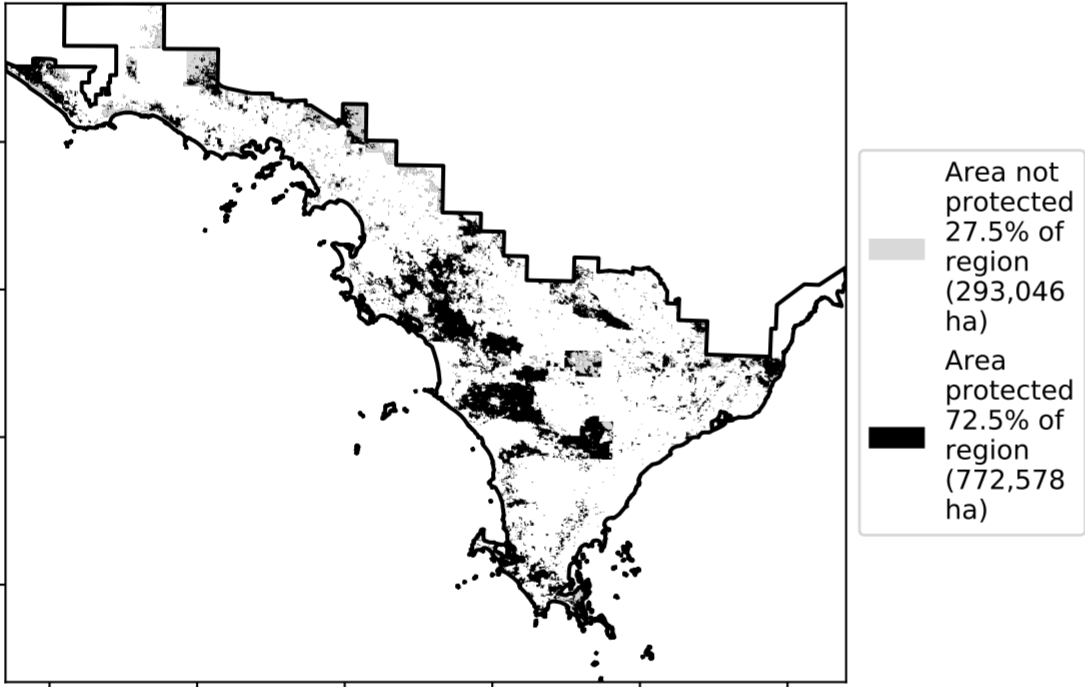 Area not
protected
27.5% of
region
(293,046
ha)
Area
protected
72.5% of
region
(772,578
ha)